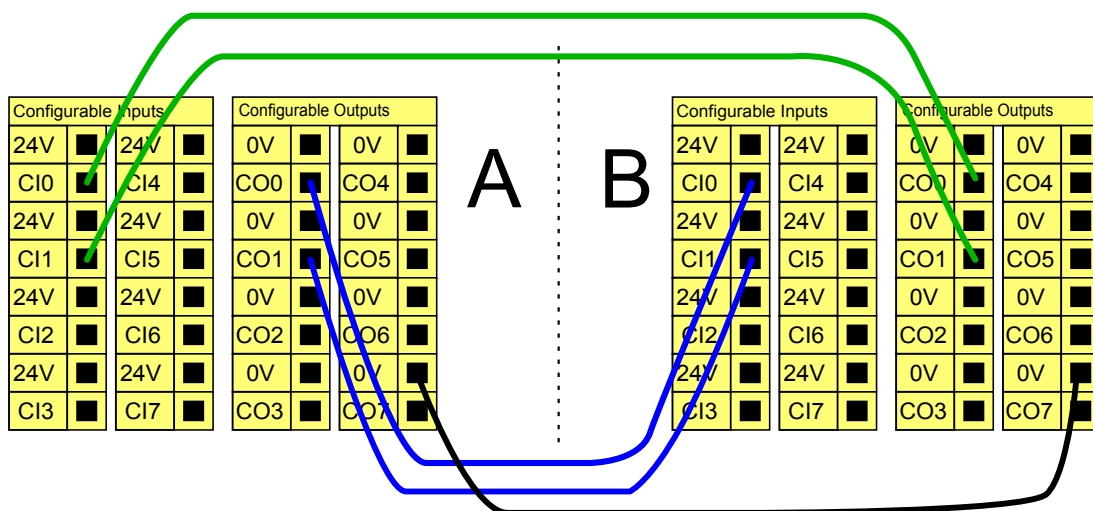 Configurable Inputs Configurable Outputs A B Configurable Inputs Configurable Outputs
24V 24V 0V 0V 24V 24V 0V 0V
CI0 CI4 CO0 CO4 CI0 CI4 CO0 CO4
24V 24V 0V 0V 24V 24V 0V 0V
CI1 CI5 CO1 CO5 CI1 CI5 CO1 CO5
24V 24V 0V 0V 24V 24V 0V 0V
CI2 CI6 CO2 CO6 CI2 CI6 CO2 CO6
24V 24V 0V 0V 24V 24V 0V 0V
CI3 CI7 CO3 CO7 CI3 CI7 CO3 CO7